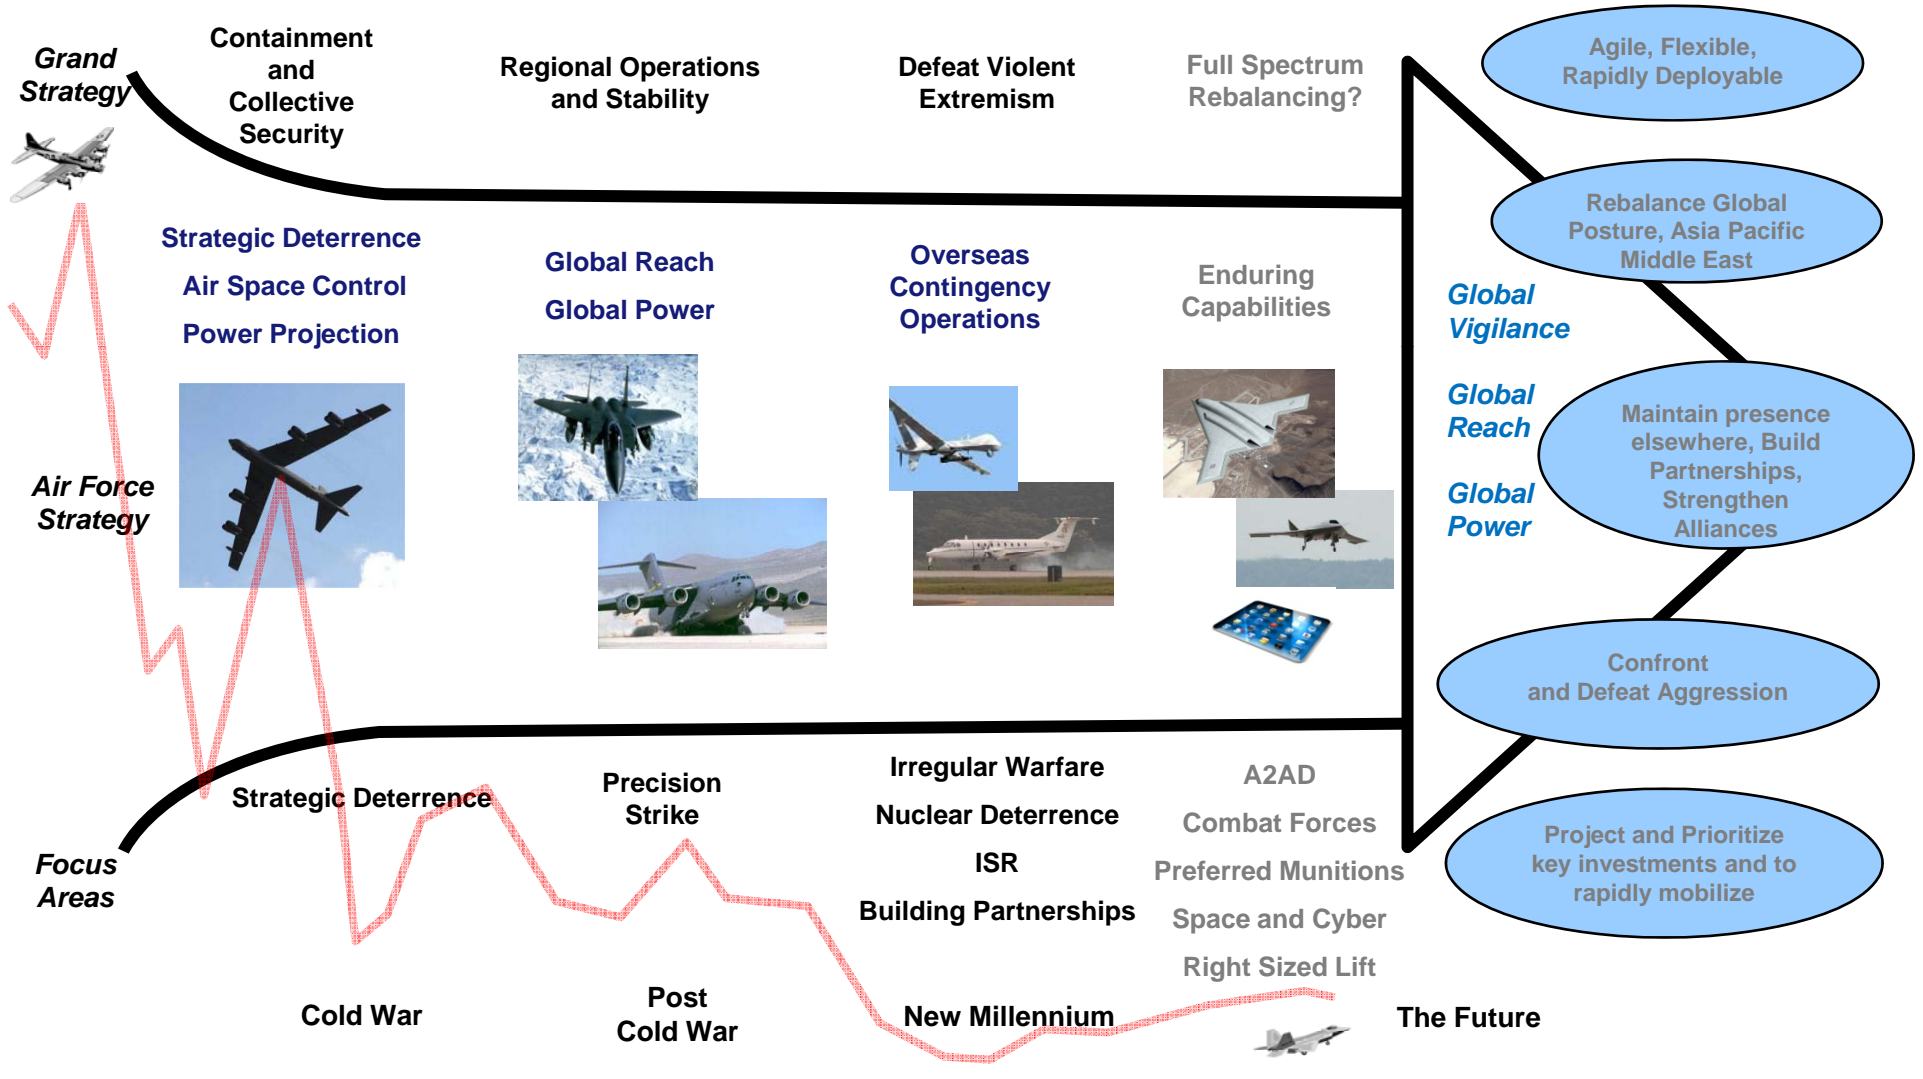 Grand
Strategy
Containment
and
Collective
Security
Regional Operations
and Stability
Defeat Violent
Extremism
Full Spectrum
Rebalancing?
Air Force
Strategy
Strategic Deterrence
Air Space Control
Power Projection
Global Reach
Global Power
Overseas
Contingency
Operations
Enduring
Capabilities
Global
Vigilance
Global
Reach
Global
Power
Focus
Areas
Strategic Deterrence
Precision
Strike
Irregular Warfare
Nuclear Deterrence
ISR
Building Partnerships
A2AD
Combat Forces
Preferred Munitions
Space and Cyber
Right Sized Lift
Cold War
Post
Cold War
New Millennium
The Future
Agile, Flexible,
Rapidly Deployable
Rebalance Global
Posture, Asia Pacific
Middle East
Maintain presence
elsewhere, Build
Partnerships,
Strengthen
Alliances
Confront
and Defeat Aggression
Project and Prioritize
key investments and to
rapidly mobilize